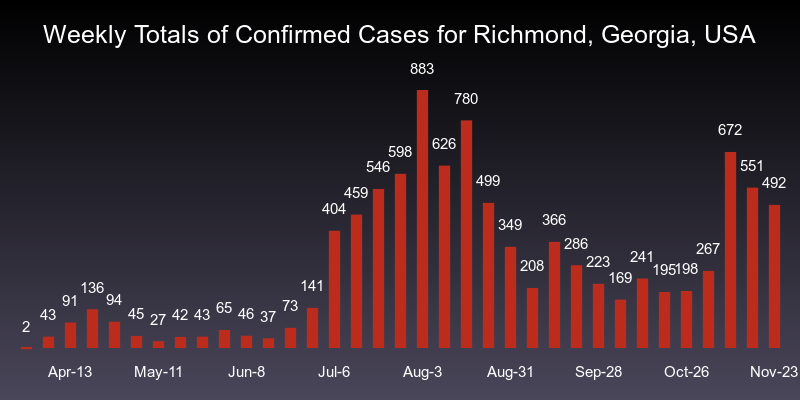 Weekly Totals of Confirmed Cases for Richmond, Georgia, USA
2 43 91 136 94 45 27 42 43 65 46 37 73 141 404 459 546 598 883 626 780 499 349 208 366 286 223 169 241 195 198 267 672 551 492
Apr-13 May-11 Jun-8 Jul-6 Aug-3 Aug-31 Sep-28 Oct-26 Nov-23